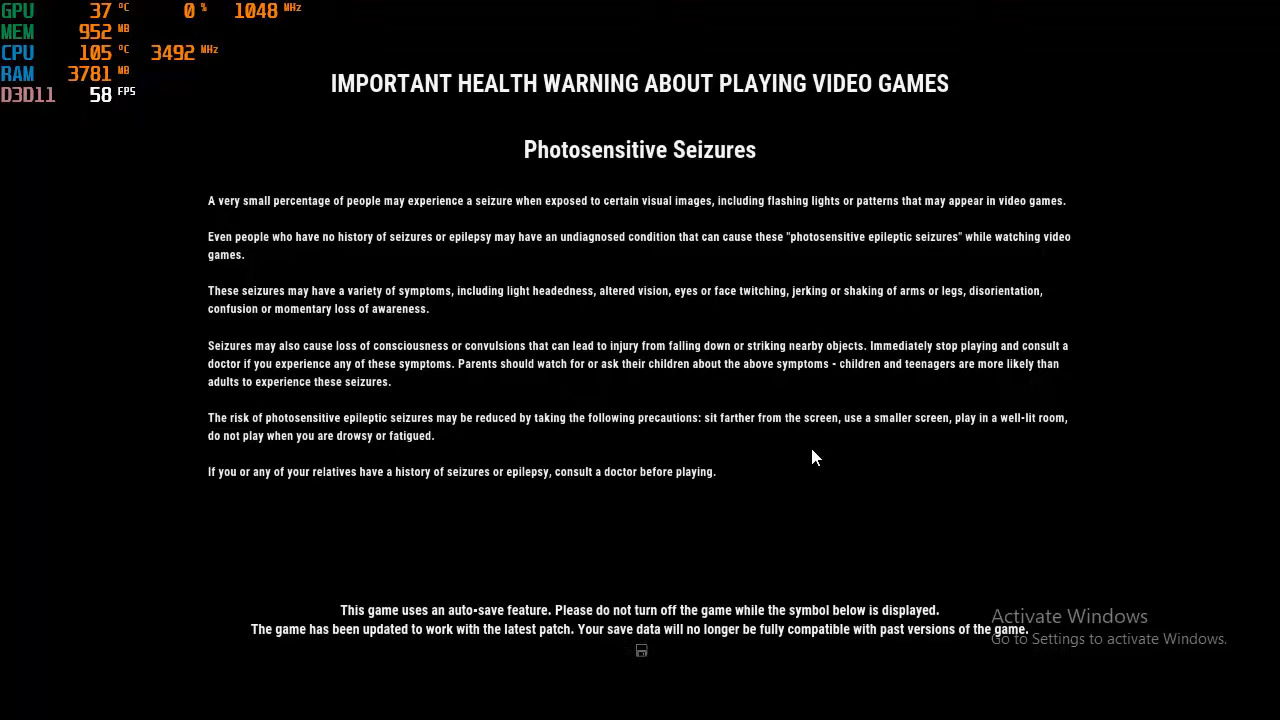 GPU 37 °C 0 % 1048 MHz
MEM 952 MB
CPU 105 °C 3492 MHz
RAM 3781 MB
D3D11 58 FPS
IMPORTANT HEALTH WARNING ABOUT PLAYING VIDEO GAMES
Photosensitive Seizures
A very small percentage of people may experience a seizure when exposed to certain visual images, including flashing lights or patterns that may appear in video games.
Even people who have no history of seizures or epilepsy may have an undiagnosed condition that can cause these "photosensitive epileptic seizures" while watching video
games.
These seizures may have a variety of symptoms, including light headedness, altered vision, eyes or face twitching, jerking or shaking of arms or legs, disorientation,
confusion or momentary loss of awareness.
Seizures may also cause loss of consciousness or convulsions that can lead to injury from falling down or striking nearby objects. Immediately stop playing and consult a
doctor if you experience any of these symptoms. Parents should watch for or ask their children about the above symptoms - children and teenagers are more likely than
adults to experience these seizures.
The risk of photosensitive epileptic seizures may be reduced by taking the following precautions: sit farther from the screen, use a smaller screen, play in a well-lit room,
do not play when you are drowsy or fatigued.
If you or any of your relatives have a history of seizures or epilepsy, consult a doctor before playing.
This game uses an auto-save feature. Please do not turn off the game while the symbol below is displayed.
The game has been updated to work with the latest patch. Your save data will no longer be fully compatible with past versions of the game.
Activate Windows
Go to Settings to activate Windows.